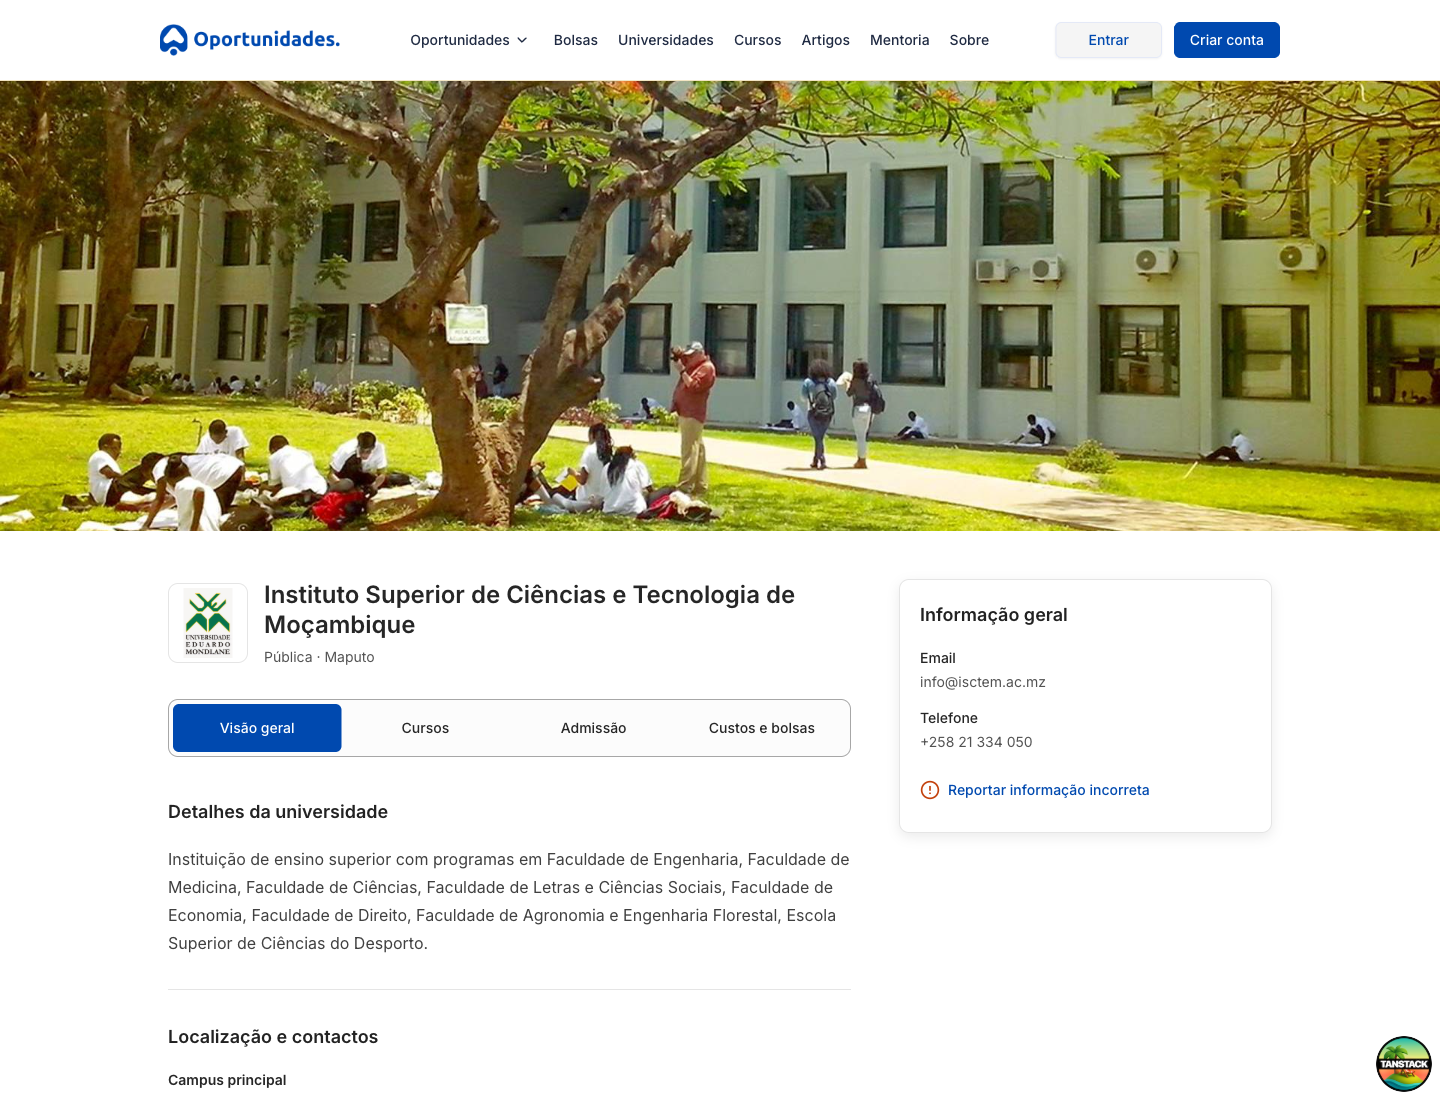 Oportunidades.
Oportunidades
Bolsas
Universidades
Cursos
Artigos
Mentoria
Sobre
Entrar
Criar conta
UNIVERSIDADE
EDUARDO
MONDLANE
Instituto Superior de Ciências e Tecnologia de
Moçambique
Pública · Maputo
Visão geral
Cursos
Admissão
Custos e bolsas
Detalhes da universidade
Instituição de ensino superior com programas em Faculdade de Engenharia, Faculdade de
Medicina, Faculdade de Ciências, Faculdade de Letras e Ciências Sociais, Faculdade de
Economia, Faculdade de Direito, Faculdade de Agronomia e Engenharia Florestal, Escola
Superior de Ciências do Desporto.
Localização e contactos
Campus principal
Informação geral
Email
info@isctem.ac.mz
Telefone
+258 21 334 050
Reportar informação incorreta
TANSTACK